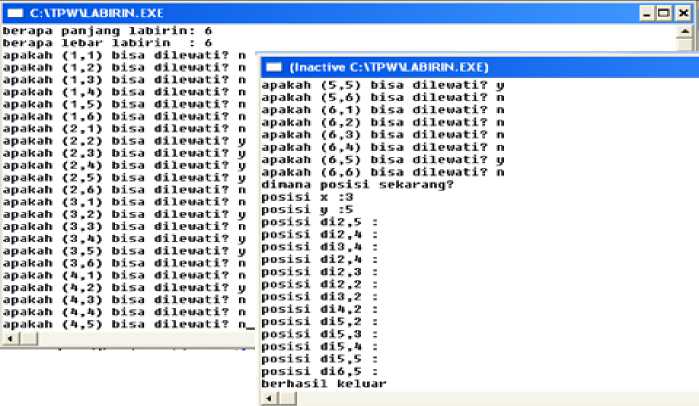 C:\TPW\LABIRIN.EXE
berapa panjang labirin: 6
berapa lebar labirin  : 6
apakah (1,1) bisa dilewati? n
apakah (1,2) bisa dilewati? n
apakah (1,3) bisa dilewati? n
apakah (1,4) bisa dilewati? n
apakah (1,5) bisa dilewati? n
apakah (1,6) bisa dilewati? n
apakah (2,1) bisa dilewati? n
apakah (2,2) bisa dilewati? y
apakah (2,3) bisa dilewati? y
apakah (2,4) bisa dilewati? y
apakah (2,5) bisa dilewati? y
apakah (2,6) bisa dilewati? n
apakah (3,1) bisa dilewati? n
apakah (3,2) bisa dilewati? y
apakah (3,3) bisa dilewati? n
apakah (3,4) bisa dilewati? y
apakah (3,5) bisa dilewati? y
apakah (3,6) bisa dilewati? n
apakah (4,1) bisa dilewati? n
apakah (4,2) bisa dilewati? y
apakah (4,3) bisa dilewati? n
apakah (4,4) bisa dilewati? n
apakah (4,5) bisa dilewati? n_
(Inactive C:\TPW\LABIRIN.EXE)
apakah (5,5) bisa dilewati? y
apakah (5,6) bisa dilewati? n
apakah (6,1) bisa dilewati? n
apakah (6,2) bisa dilewati? n
apakah (6,3) bisa dilewati? n
apakah (6,4) bisa dilewati? n
apakah (6,5) bisa dilewati? y
apakah (6,6) bisa dilewati? n
dimana posisi sekarang?
posisi x :3
posisi y :5
posisi di2,5 :
posisi di2,4 :
posisi di3,4 :
posisi di2,4 :
posisi di2,3 :
posisi di2,2 :
posisi di3,2 :
posisi di4,2 :
posisi di5,2 :
posisi di5,3 :
posisi di5,4 :
posisi di5,5 :
posisi di6,5 :
berhasil keluar